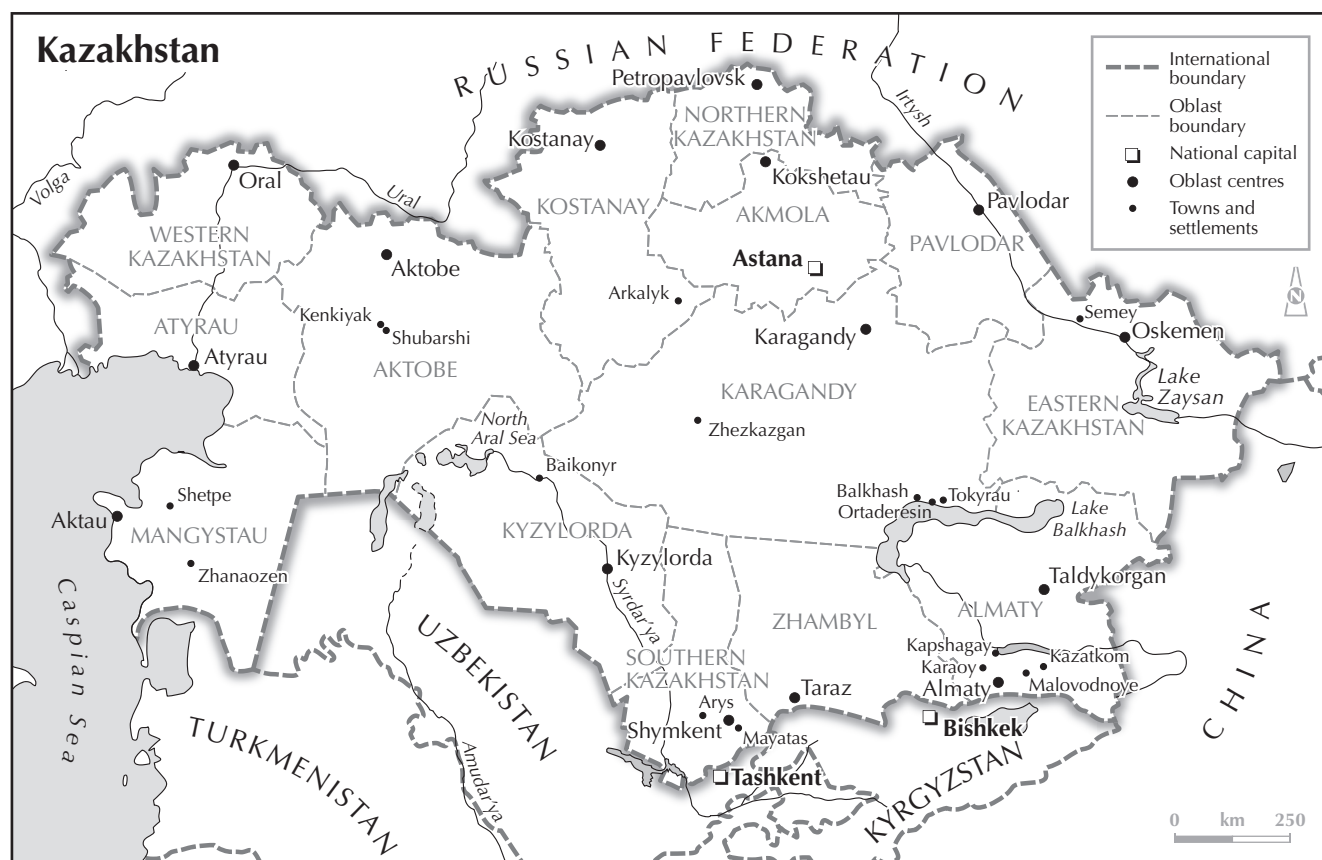 Kazakhstan
RUSSIAN FEDERATION
International
boundary
Oblast
boundary
National capital
Oblast centres
Towns and
settlements
N
Petropavlovsk
Irtysh
NORTHERN
KAZAKHSTAN
Kostanay
Volga
Oral
Ural
Kokshetau
KOSTANAY
AKMOLA
Pavlodar
PAVLODAR
WESTERN
KAZAKHSTAN
Aktobe
Astana
Arkalyk
Kenkiyak
Shubarshi
ATYRAU
Semey
Karagandy
Oskemen
Atyrau
AKTOBE
KARAGANDY
Lake
Zaysan
EASTERN
KAZAKHSTAN
North
Aral Sea
Zhezkazgan
Baikonyr
Shetpe
Balkhash
Tokyrau
Ortaderesin
Lake
Balkhash
Aktau
MANGYSTAU
KYZYLORDA
Zhanaozen
Kyzylorda
Taldykorgan
Syrdar'ya
ALMATY
ZHAMBYL
Caspian Sea
UZBEKISTAN
CHINA
Kapshagay
Kazatkom
SOUTHERN
KAZAKHSTAN
Karaoy
Almaty
Malovodnoye
Arys
Taraz
Shymkent
Mayatas
Bishkek
TURKMENISTAN
Amudar'ya
Tashkent
KYRGYZSTAN
0 km 250